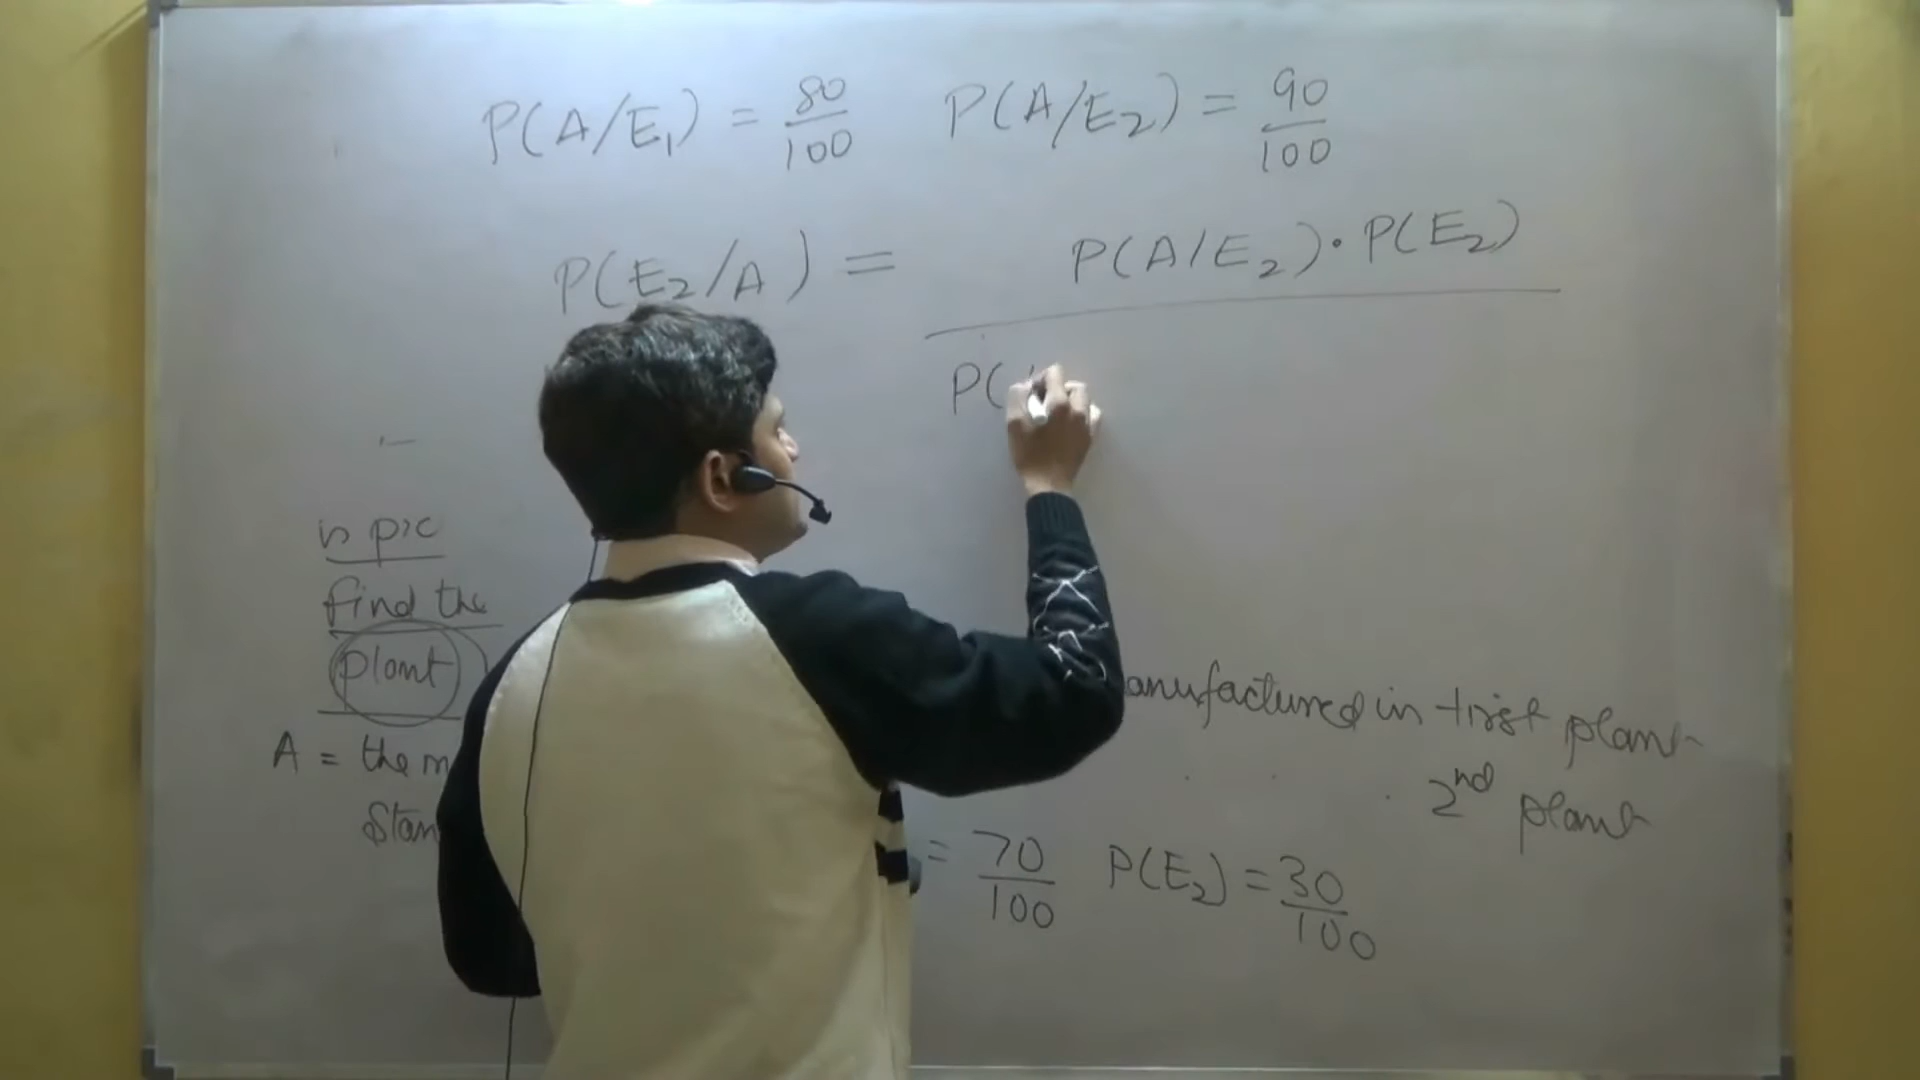 P(A/E₁) = 80/100 P(A/E₂) = 90/100
P(E₂/A) = P(A/E₂)·P(E₂)
P(
is pic
find the
plant
A = the m
Stan
anufactured in first plant
2nd plant
= 70/100 P(E₂) = 30/100